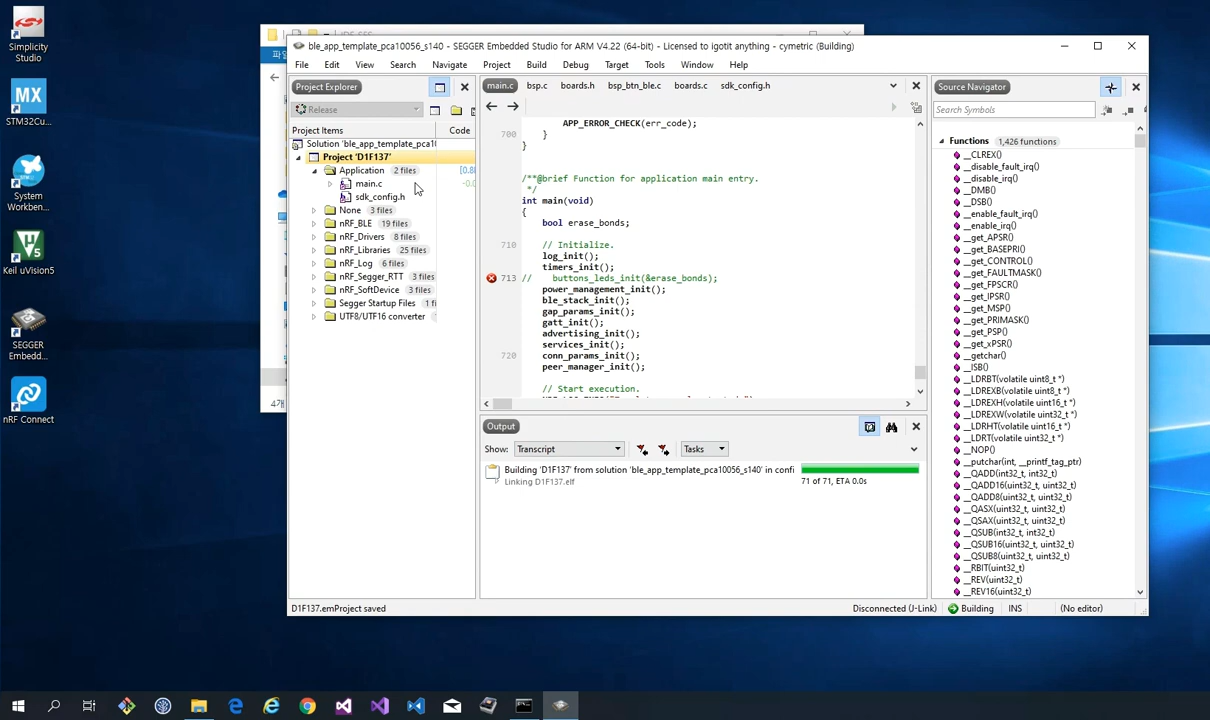 Simplicity
Studio
MX
STM32Cu...
System
Workben...
μ5
Keil uVision5
SEGGER
Embedd...
nRF Connect
ble_app_template_pca10056_s140 - SEGGER Embedded Studio for ARM V4.22 (64-bit) - Licensed to igotit anything - cymetric (Building)
File Edit View Search Navigate Project Build Debug Target Tools Window Help
Project Explorer
Release
Project Items Code
Solution 'ble_app_template_pca10
Project 'D1F137'
Application 2 files [0.8
main.c -0.
sdk_config.h
None 3 files
nRF_BLE 19 files
nRF_Drivers 8 files
nRF_Libraries 25 files
nRF_Log 6 files
nRF_Segger_RTT 3 files
nRF_SoftDevice 3 files
Segger Startup Files 1 fi
UTF8/UTF16 converter
main.c bsp.c boards.h bsp_btn_ble.c boards.c sdk_config.h
APP_ERROR_CHECK(err_code);
700 }
}
/**@brief Function for application main entry.
*/
int main(void)
{
bool erase_bonds;
710 // Initialize.
log_init();
timers_init();
713 // buttons_leds_init(&erase_bonds);
power_management_init();
ble_stack_init();
gap_params_init();
gatt_init();
advertising_init();
services_init();
720 conn_params_init();
peer_manager_init();
// Start execution.
Output
Show: Transcript Tasks
Building 'D1F137' from solution 'ble_app_template_pca10056_s140' in confi
Linking D1F137.elf
71 of 71, ETA 0.0s
Source Navigator
Search Symbols
Functions 1,426 functions
__CLREX()
__disable_fault_irq()
__disable_irq()
__DMB()
__DSB()
__enable_fault_irq()
__enable_irq()
__get_APSR()
__get_BASEPRI()
__get_CONTROL()
__get_FAULTMASK()
__get_FPSCR()
__get_IPSR()
__get_MSP()
__get_PRIMASK()
__get_PSP()
__get_xPSR()
__getchar()
__ISB()
__LDRBT(volatile uint8_t *)
__LDREXB(volatile uint8_t *)
__LDREXH(volatile uint16_t *)
__LDREXW(volatile uint32_t *)
__LDRHT(volatile uint16_t *)
__LDRT(volatile uint32_t *)
__NOP()
__putchar(int, __printf_tag_ptr)
__QADD(int32_t, int32_t)
__QADD16(uint32_t, uint32_t)
__QADD8(uint32_t, uint32_t)
__QASX(uint32_t, uint32_t)
__QSAX(uint32_t, uint32_t)
__QSUB(int32_t, int32_t)
__QSUB16(uint32_t, uint32_t)
__QSUB8(uint32_t, uint32_t)
__RBIT(uint32_t)
__REV(uint32_t)
__REV16(uint32_t)
D1F137.emProject saved
Disconnected (J-Link) Building INS (No editor)